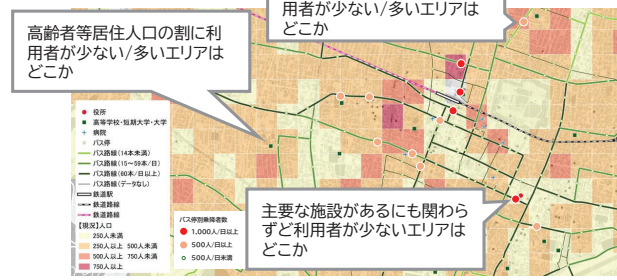 用者が少ない/多いエリアは
どこか
高齢者等居住人口の割に利
用者が少ない/多いエリアは
どこか
役所
高等学校・短期大学・大学
病院
バス停
バス路線(14本未満)
バス路線(15~59本/日)
バス路線(60本/日以上)
バス路線(データなし)
鉄道駅
鉄道路線
鉄道路線
【現況】人口
250人未満
250人以上 500人未満
500人以上 750人未満
750人以上
バス停別乗降者数
1,000人/日以上
500人/日以上
500人/日未満
主要な施設があるにも関わら
ずど利用者が少ないエリアは
どこか